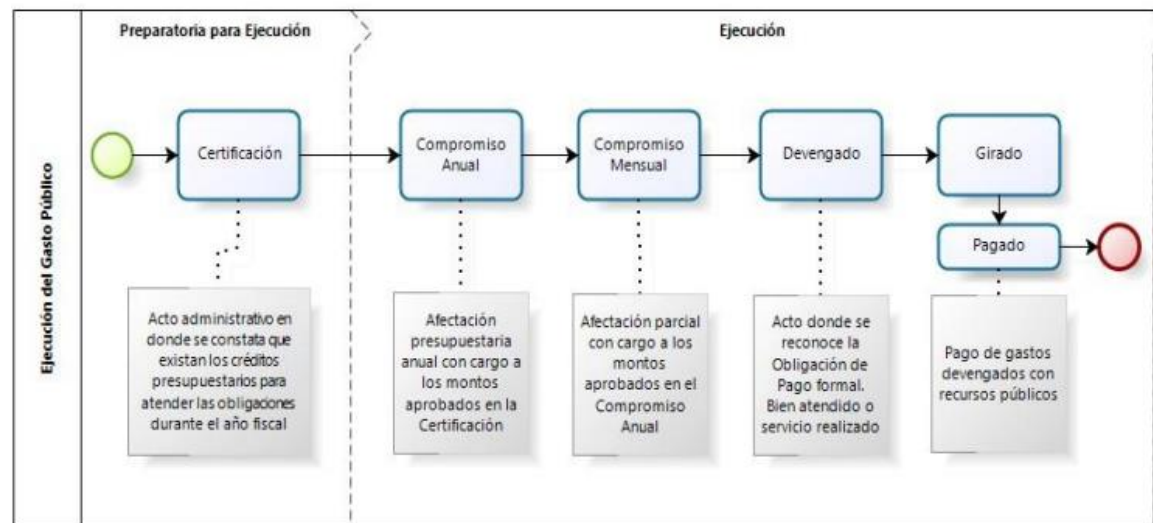 Ejecución del Gasto Público
Preparatoria para Ejecución
Ejecución
Certificación
Compromiso
Anual
Compromiso
Mensual
Devengado
Girado
Pagado
Acto administrativo en
donde se constata que
existan los créditos
presupuestarios para
atender las obligaciones
durante el año fiscal
Afectación
presupuestaria
anual con cargo a
los montos
aprobados en la
Certificación
Afectación parcial
con cargo a los
montos
aprobados en el
Compromiso
Anual
Acto donde se
reconoce la
Obligación de
Pago formal.
Bien atendido o
servicio realizado
Pago de gastos
devengados con
recursos públicos